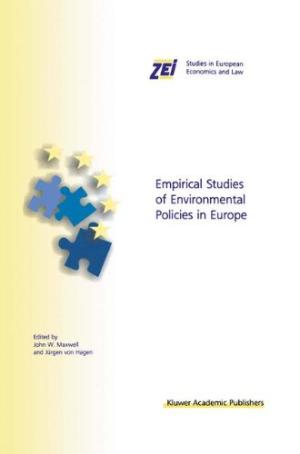 ZEI
Studies in European
Economics and Law
Empirical Studies
of Environmental
Policies in Europe
Edited by
John W. Maxwell
and Jürgen von Hagen
Kluwer Academic Publishers